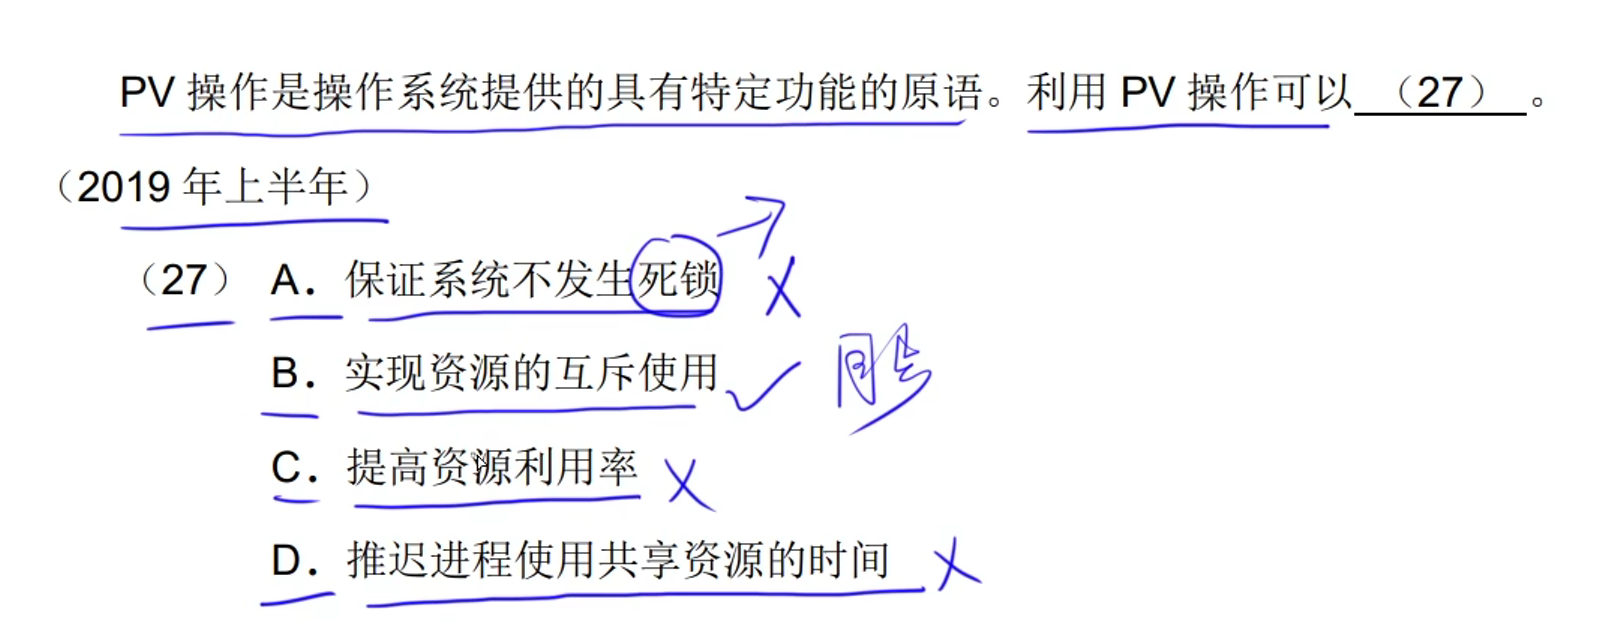 PV 操作是操作系统提供的具有特定功能的原语。利用 PV 操作可以 （27） 。
（2019 年上半年）
（27） A．保证系统不发生死锁
B．实现资源的互斥使用
C．提高资源利用率
D．推迟进程使用共享资源的时间